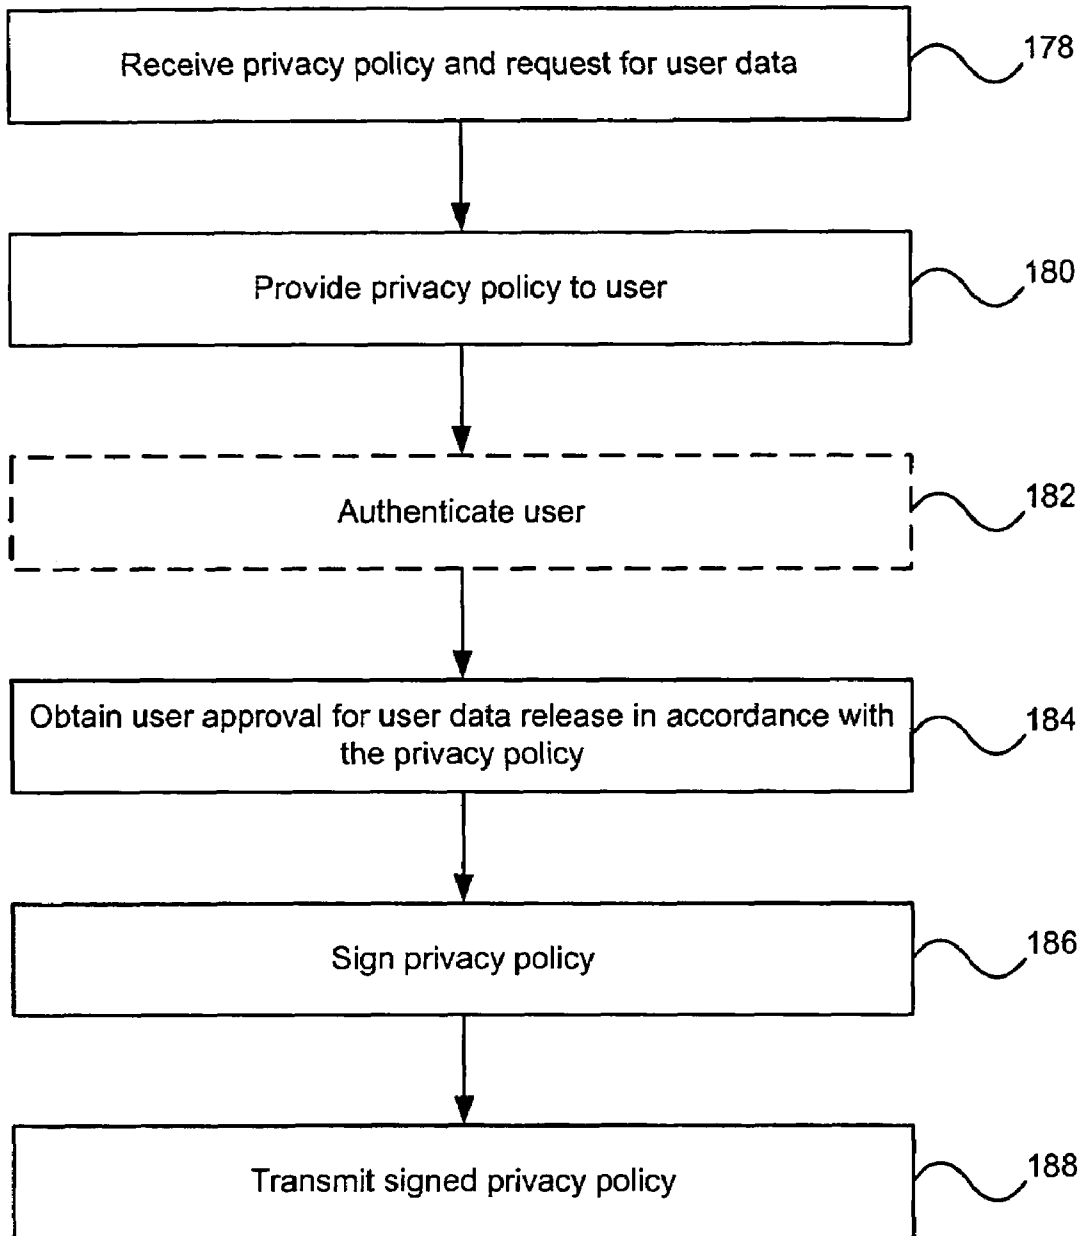 Receive privacy policy and request for user data
178
Provide privacy policy to user
180
Authenticate user
182
Obtain user approval for user data release in accordance with
the privacy policy
184
Sign privacy policy
186
Transmit signed privacy policy
188